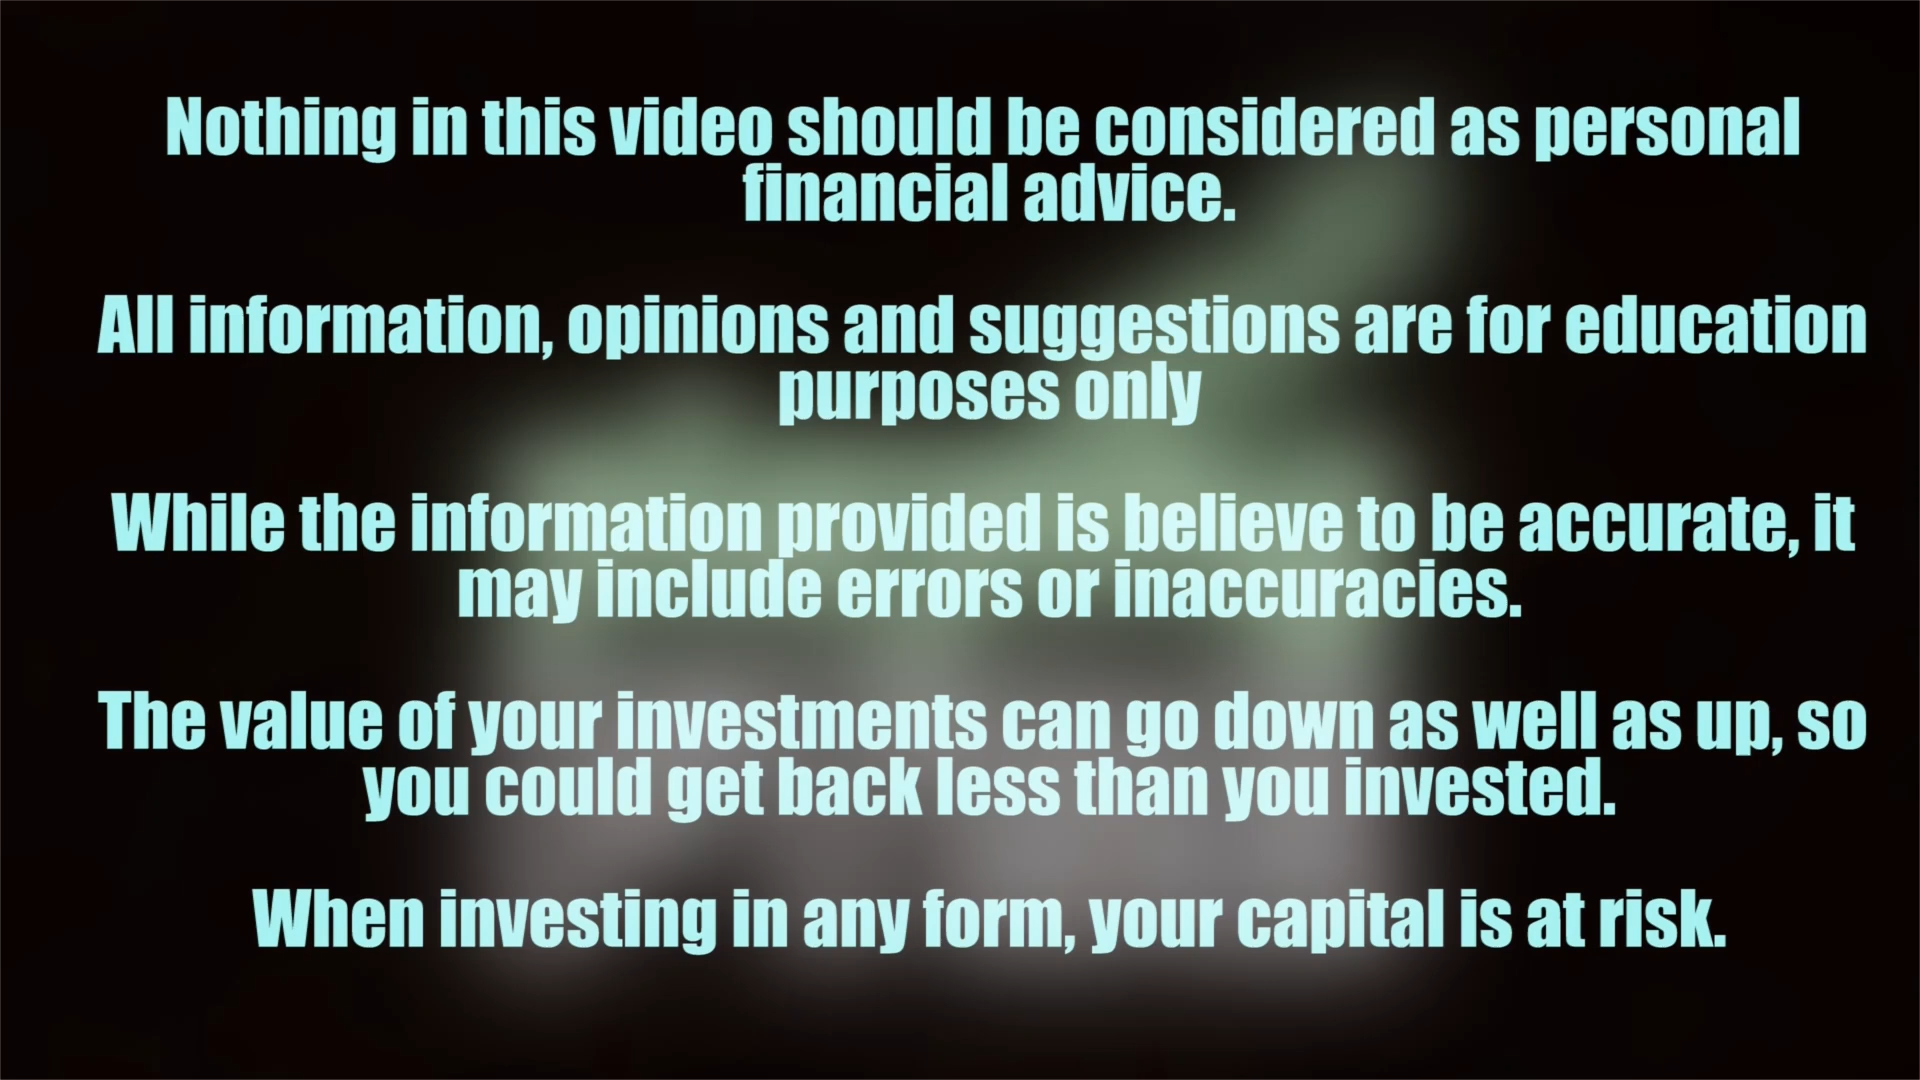 Nothing in this video should be considered as personal
financial advice.
All information, opinions and suggestions are for education
purposes only
While the information provided is believe to be accurate, it
may include errors or inaccuracies.
The value of your investments can go down as well as up, so
you could get back less than you invested.
When investing in any form, your capital is at risk.